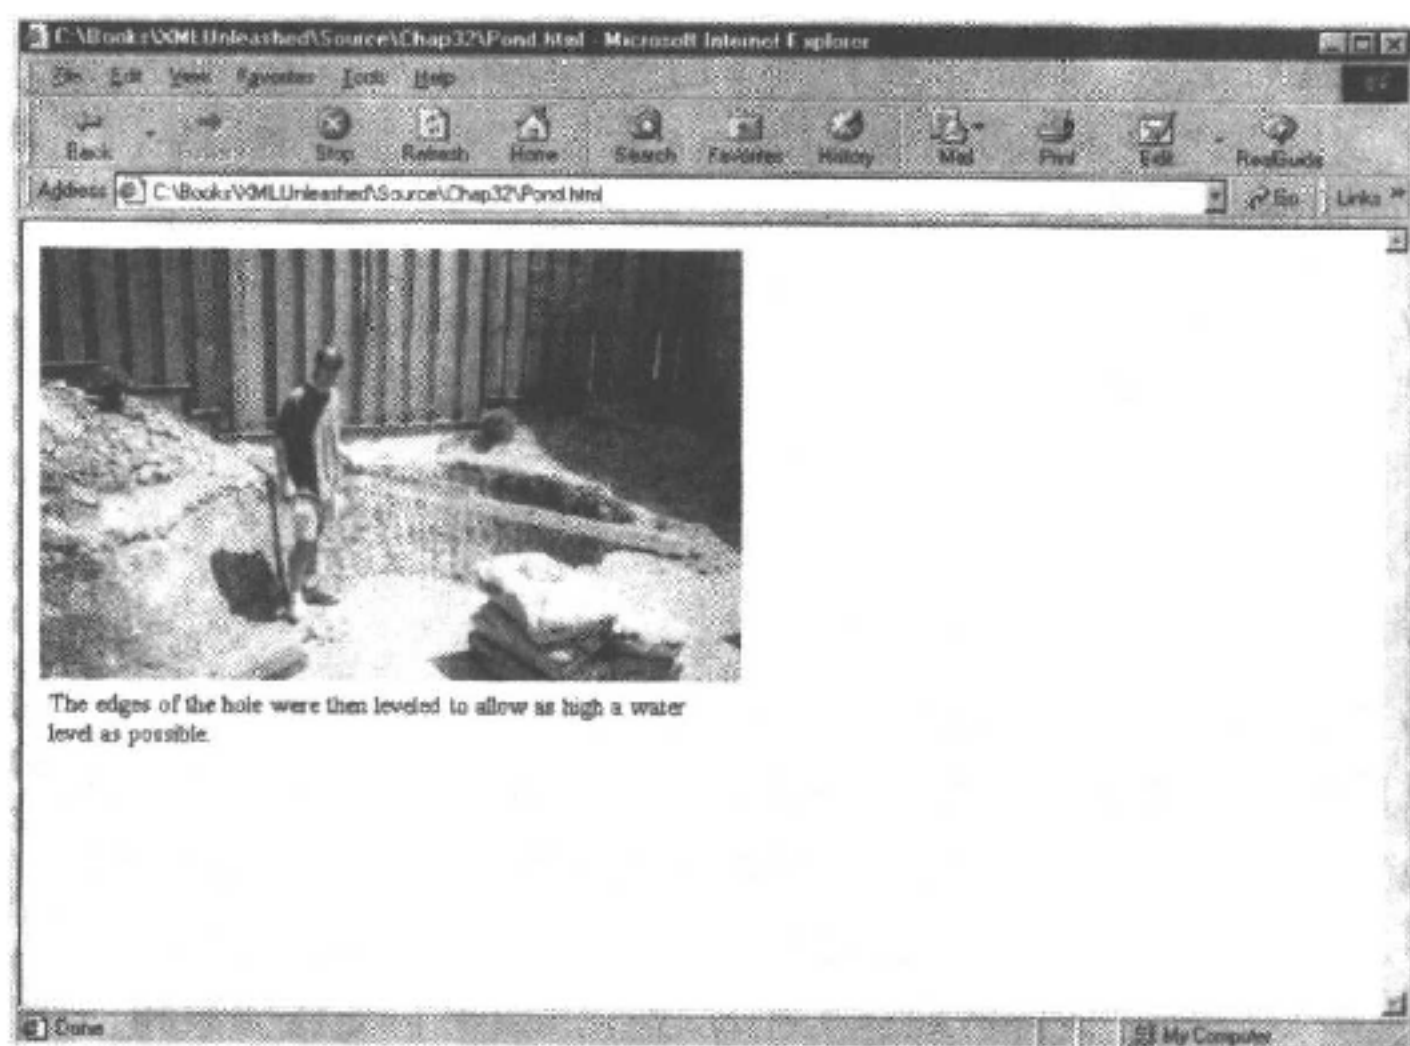 C:\Books\XMLUnleashed\Source\Chap32\Pond.html - Microsoft Internet Explorer
File Edit View Favorites Tools Help
Back Stop Refresh Home Search Favorites History Mail Print Edit RealGuide
Address C:\Books\XMLUnleashed\Source\Chap32\Pond.html Go Links »
The edges of the hole were then leveled to allow as high a water
level as possible.
Done My Computer